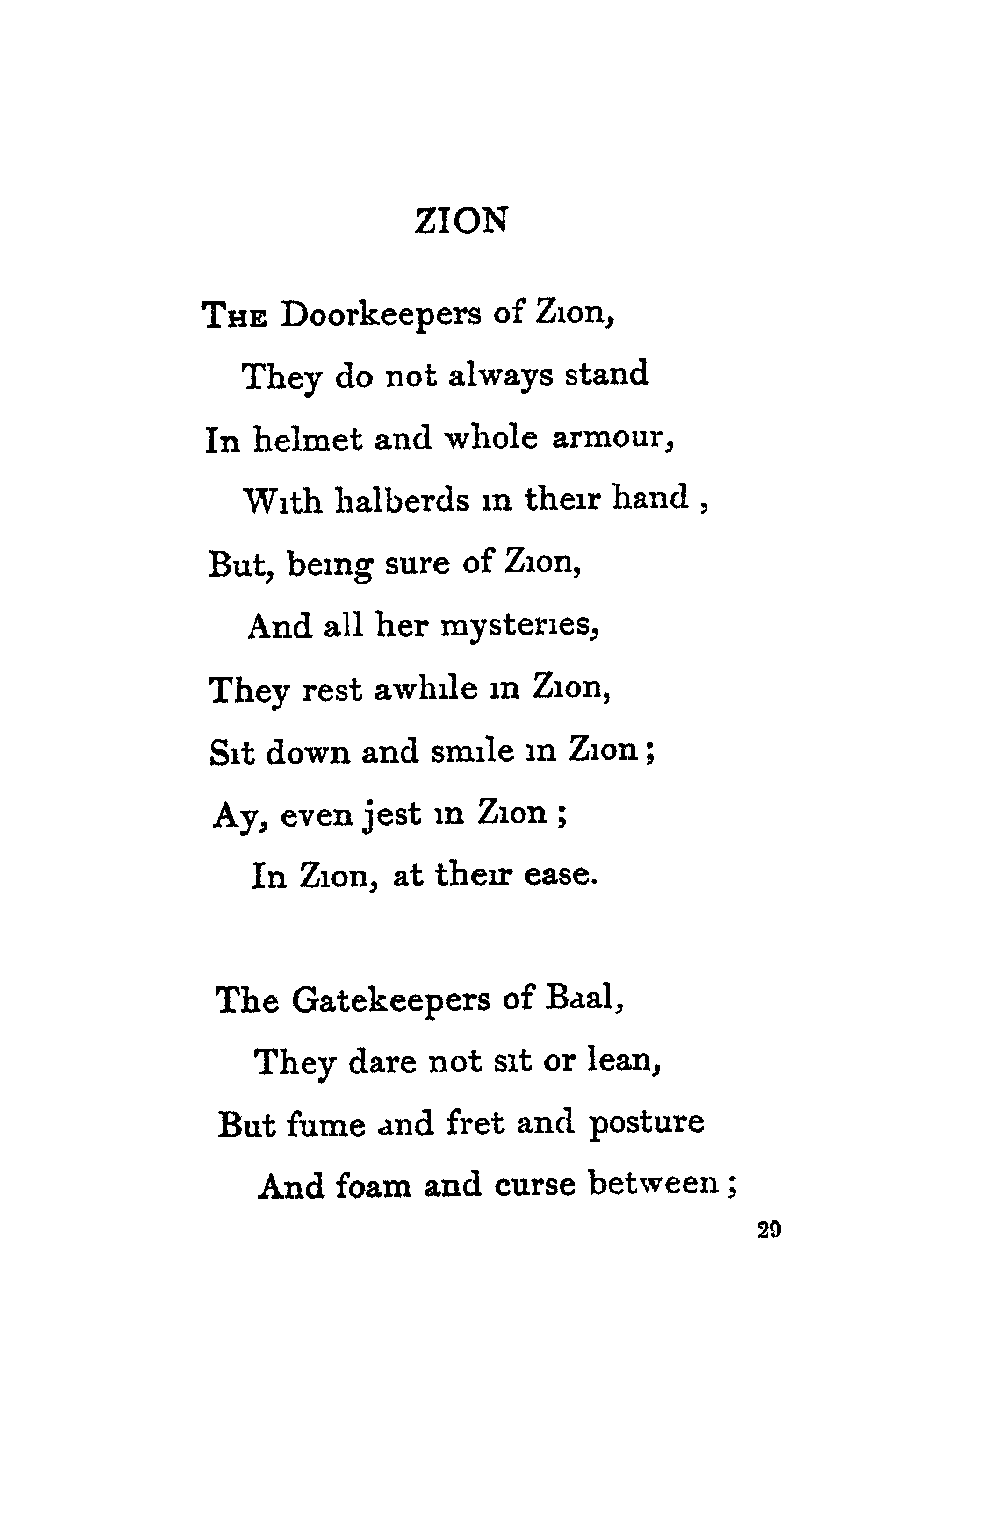 ZION
THE Doorkeepers of Zion,
They do not always stand
In helmet and whole armour,
With halberds in their hand ,
But, being sure of Zion,
And all her mysteries,
They rest awhile in Zion,
Sit down and smile in Zion ;
Ay, even jest in Zion ;
In Zion, at their ease.
The Gatekeepers of Baal,
They dare not sit or lean,
But fume and fret and posture
And foam and curse between ;
29